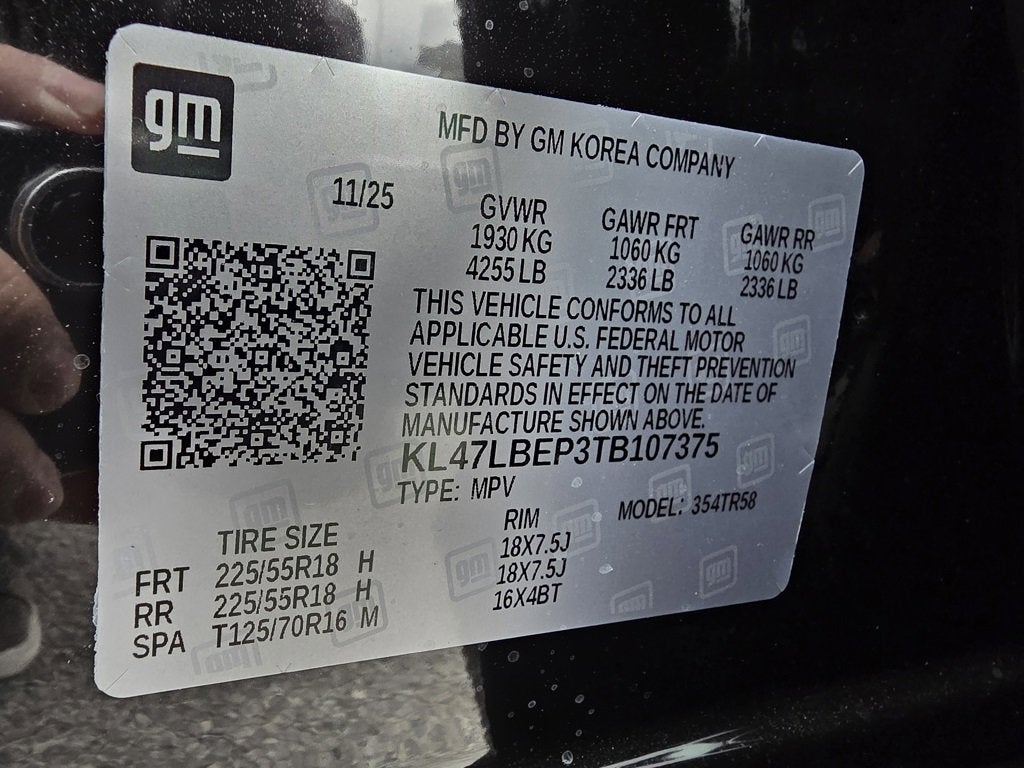 gm
MFD BY GM KOREA COMPANY
11/25
GVWR GAWR FRT GAWR RR
1930 KG 1060 KG 1060 KG
4255 LB 2336 LB 2336 LB
THIS VEHICLE CONFORMS TO ALL
APPLICABLE U.S. FEDERAL MOTOR
VEHICLE SAFETY AND THEFT PREVENTION
STANDARDS IN EFFECT ON THE DATE OF
MANUFACTURE SHOWN ABOVE.
KL47LBEP3TB107375
TYPE: MPV MODEL: 354TR58
TIRE SIZE RIM
FRT 225/55R18 H 18X7.5J
RR 225/55R18 H 18X7.5J
SPA T125/70R16 M 16X4BT